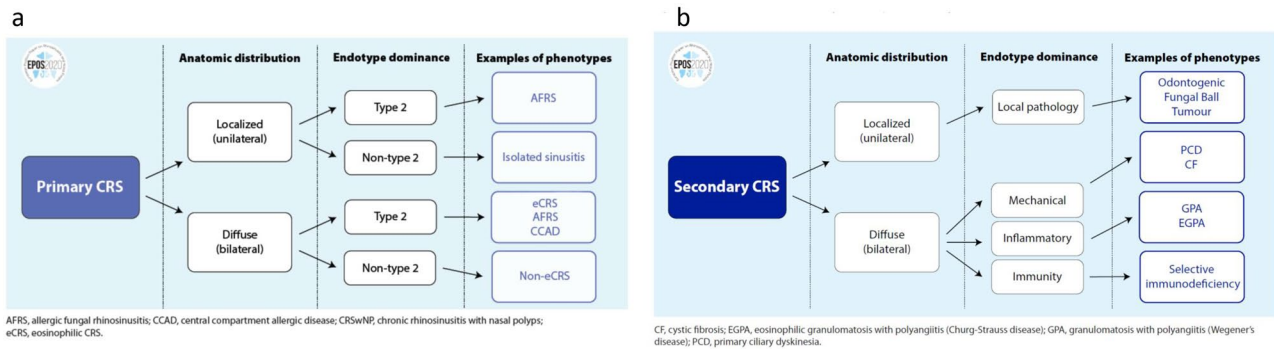 a
EPOS2020
Anatomic distribution
Endotype dominance
Examples of phenotypes
Primary CRS
Localized
(unilateral)
Type 2
AFRS
Non-type 2
Isolated sinusitis
Diffuse
(bilateral)
Type 2
eCRS
AFRS
CCAD
Non-type 2
Non-eCRS
AFRS, allergic fungal rhinosinusitis; CCAD, central compartment allergic disease; CRSwNP, chronic rhinosinusitis with nasal polyps;
eCRS, eosinophilic CRS.
b
EPOS2020
Anatomic distribution
Endotype dominance
Examples of phenotypes
Secondary CRS
Localized
(unilateral)
Local pathology
Odontogenic
Fungal Ball
Tumour
Diffuse
(bilateral)
Mechanical
PCD
CF
Inflammatory
GPA
EGPA
Immunity
Selective
immunodeficiency
CF, cystic fibrosis; EGPA, eosinophilic granulomatosis with polyangiitis (Churg-Strauss disease); GPA, granulomatosis with polyangiitis (Wegener's
disease); PCD, primary ciliary dyskinesia.